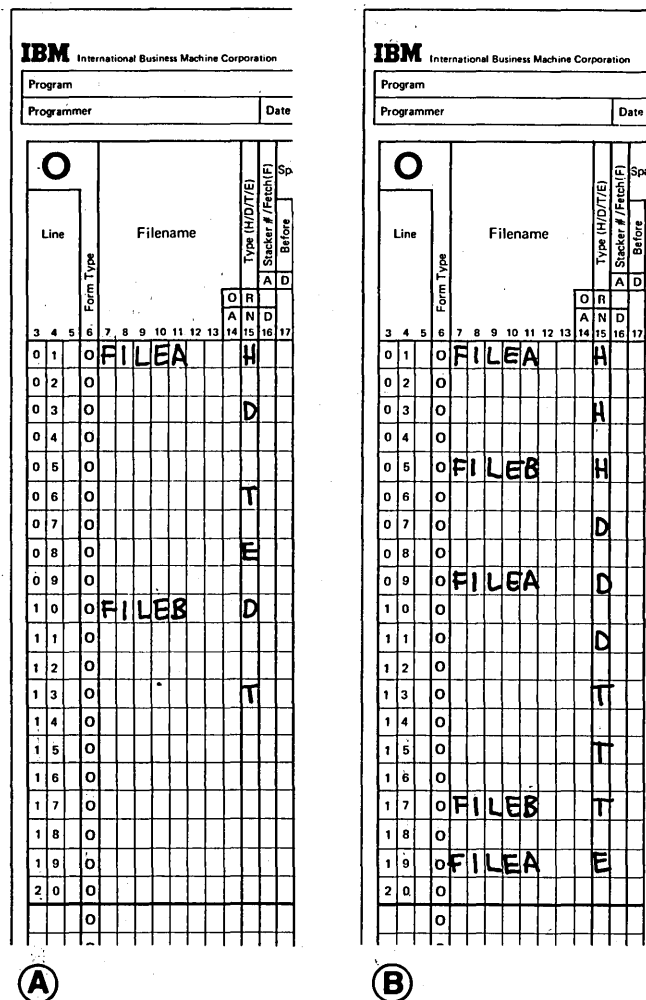 IBM International Business Machine Corporation
Program
Programmer Date
O
Line
Form Type
Filename
Type (H/D/T/E)
Stacker # /Fetch(F)
Before
A D
O R
A N D
3 4 5 6 7 8 9 10 11 12 13 14 15 16 17
0 1 O FILEA H
0 2 O
0 3 O D
0 4 O
0 5 O
0 6 O T
0 7 O
0 8 O E
0 9 O
1 0 O FILEB D
1 1 O
1 2 O
1 3 O T
1 4 O
1 5 O
1 6 O
1 7 O
1 8 O
1 9 O
2 0 O
O
A
IBM International Business Machine Corporation
Program
Programmer Date
O
Line
Form Type
Filename
Type (H/D/T/E)
Stacker # /Fetch(F)
Before
A D
O R
A N D
3 4 5 6 7 8 9 10 11 12 13 14 15 16 17
0 1 O FILEA H
0 2 O
0 3 O H
0 4 O
0 5 O FILEB H
0 6 O
0 7 O D
0 8 O
0 9 O FILEA D
1 0 O
1 1 O D
1 2 O
1 3 O T
1 4 O
1 5 O T
1 6 O
1 7 O FILEB T
1 8 O
1 9 O FILEA E
2 0 O
O
B